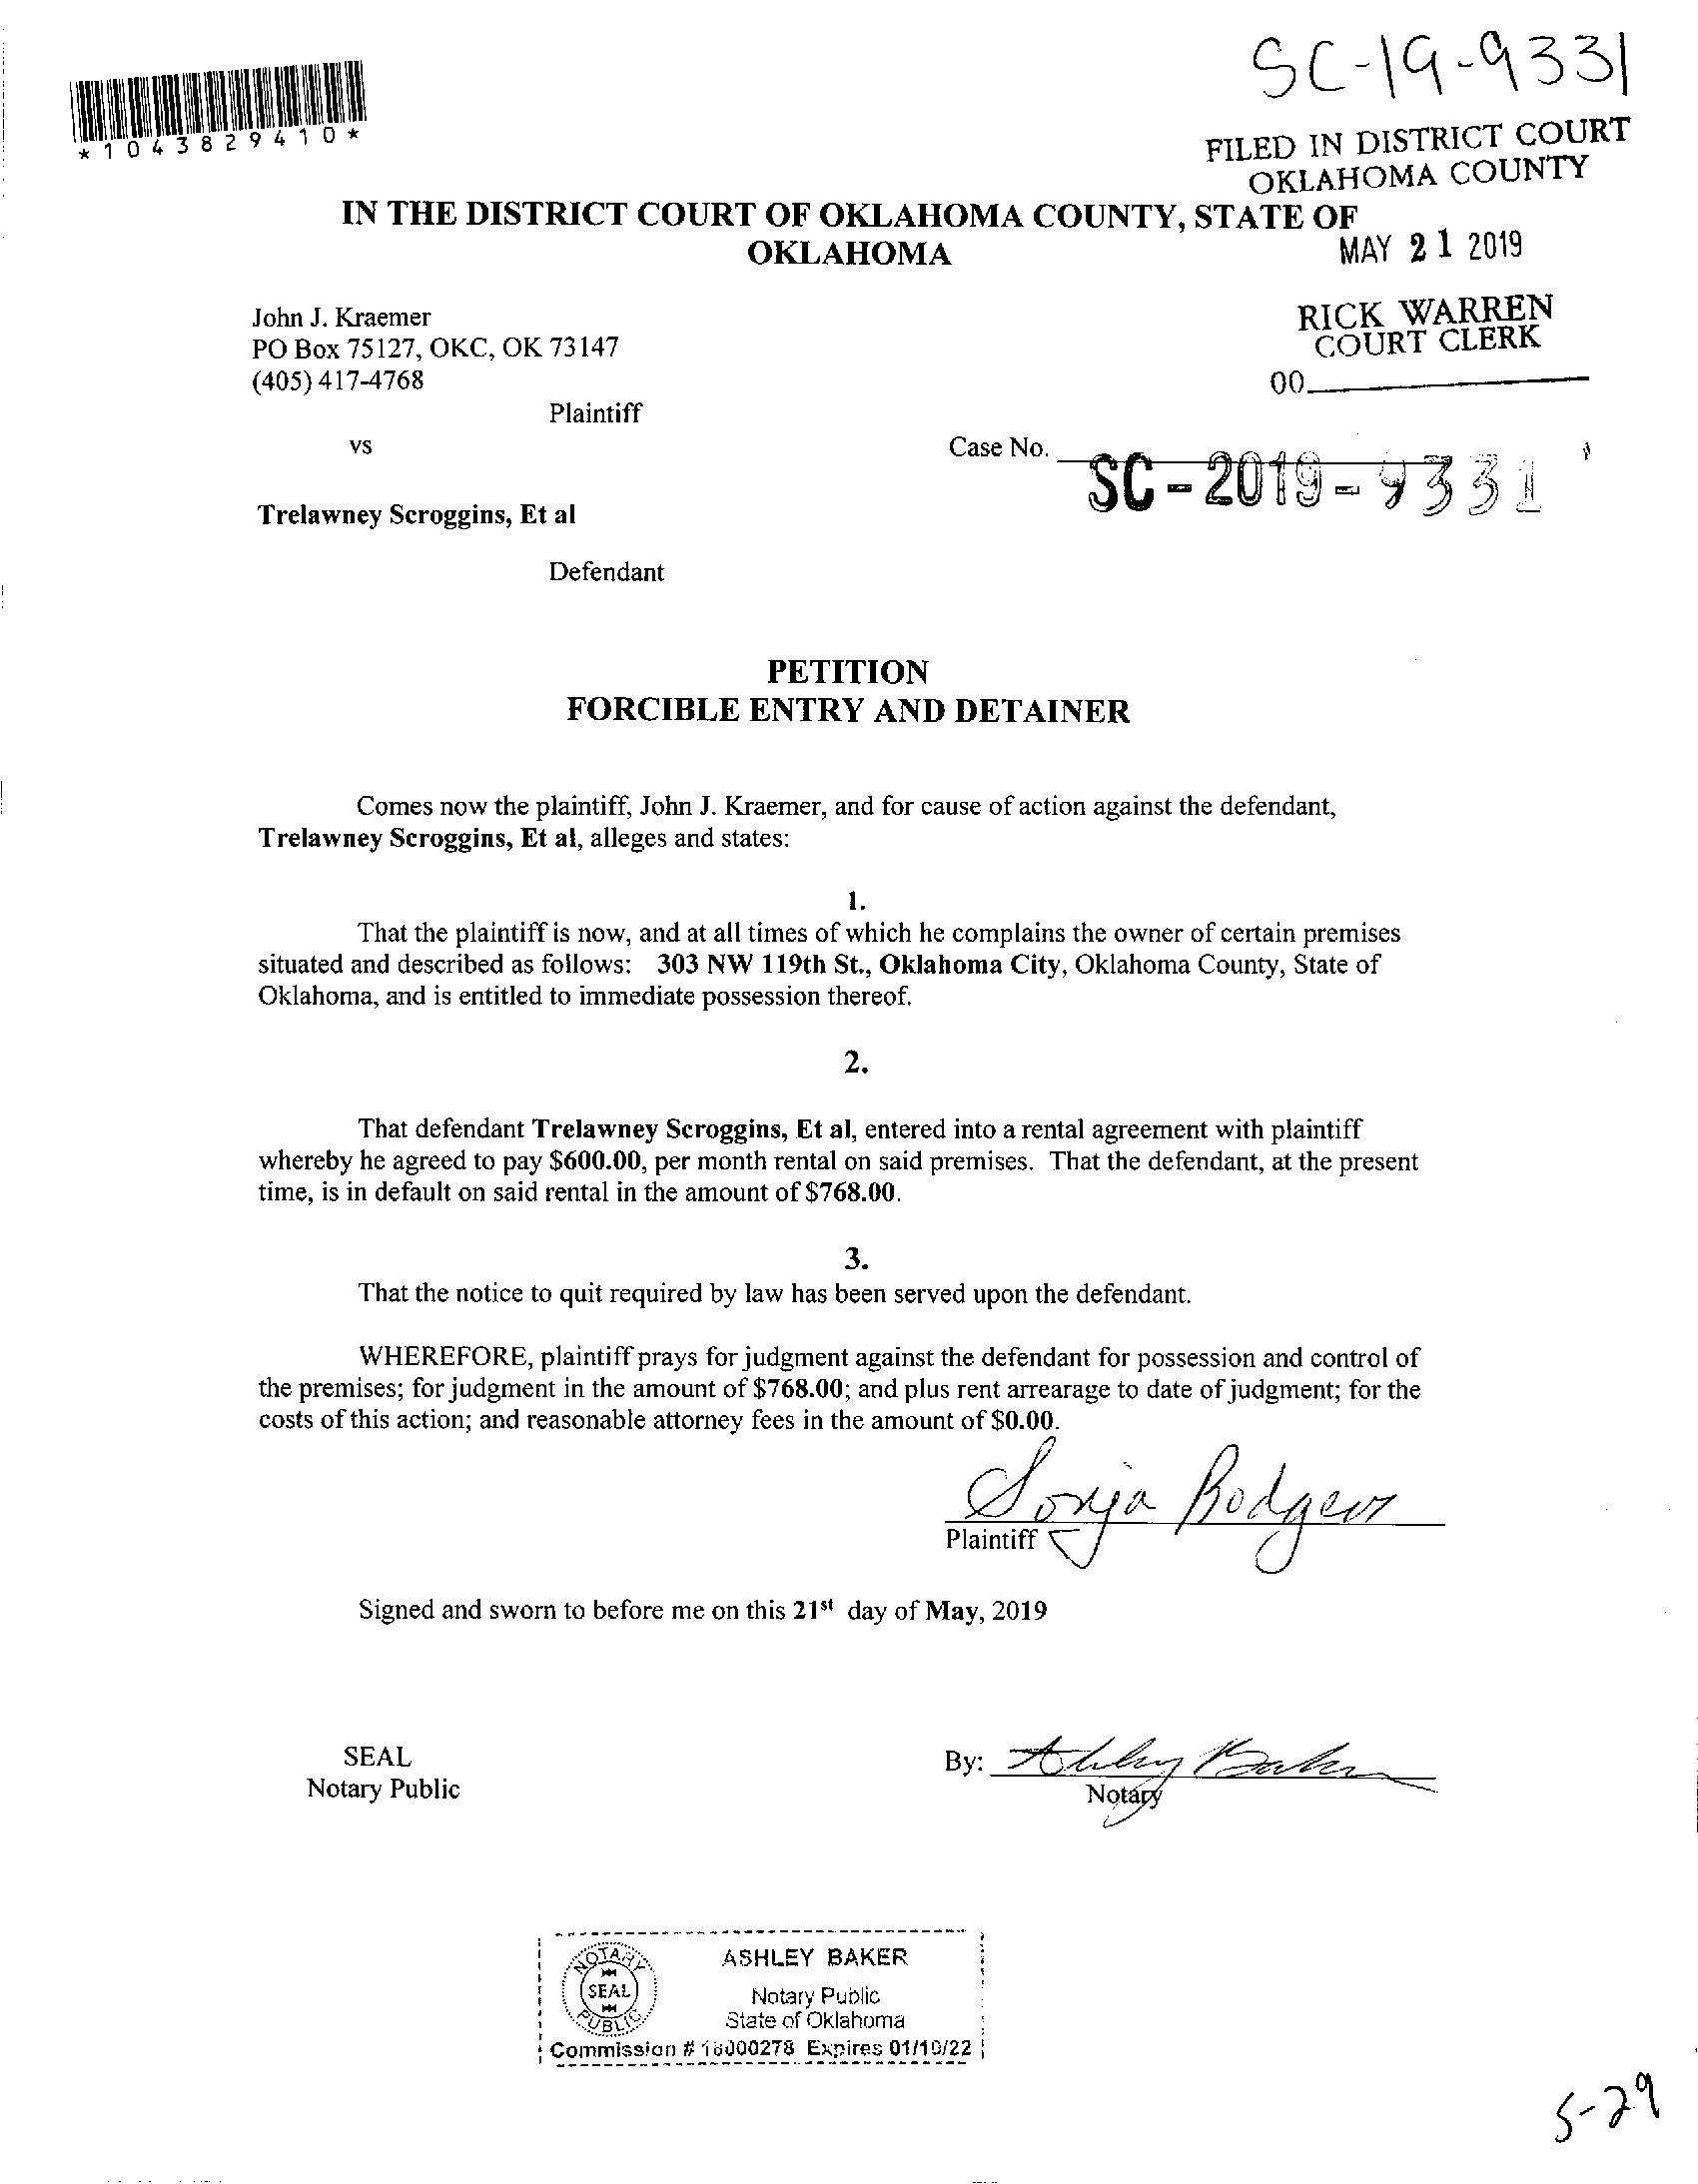 SC-19-9331
*1043829410*
FILED IN DISTRICT COURT
OKLAHOMA COUNTY
IN THE DISTRICT COURT OF OKLAHOMA COUNTY, STATE OF
OKLAHOMA
MAY 21 2019
John J. Kraemer
PO Box 75127, OKC, OK 73147
(405) 417-4768
RICK WARREN
COURT CLERK
00
Plaintiff
vs
Case No.
SC-2019-9331
Trelawney Scroggins, Et al
Defendant
PETITION
FORCIBLE ENTRY AND DETAINER
Comes now the plaintiff, John J. Kraemer, and for cause of action against the defendant,
Trelawney Scroggins, Et al, alleges and states:
1.
That the plaintiff is now, and at all times of which he complains the owner of certain premises
situated and described as follows: 303 NW 119th St., Oklahoma City, Oklahoma County, State of
Oklahoma, and is entitled to immediate possession thereof.
2.
That defendant Trelawney Scroggins, Et al, entered into a rental agreement with plaintiff
whereby he agreed to pay $600.00, per month rental on said premises. That the defendant, at the present
time, is in default on said rental in the amount of $768.00.
3.
That the notice to quit required by law has been served upon the defendant.
WHEREFORE, plaintiff prays for judgment against the defendant for possession and control of
the premises; for judgment in the amount of $768.00; and plus rent arrearage to date of judgment; for the
costs of this action; and reasonable attorney fees in the amount of $0.00.
Sonja Rodgers
Plaintiff
Signed and sworn to before me on this 21st day of May, 2019
SEAL
Notary Public
By: Ashley Baker
Notary
NOTARY
SEAL
PUBLIC
ASHLEY BAKER
Notary Public
State of Oklahoma
Commission # 18000278 Expires 01/10/22
5-29